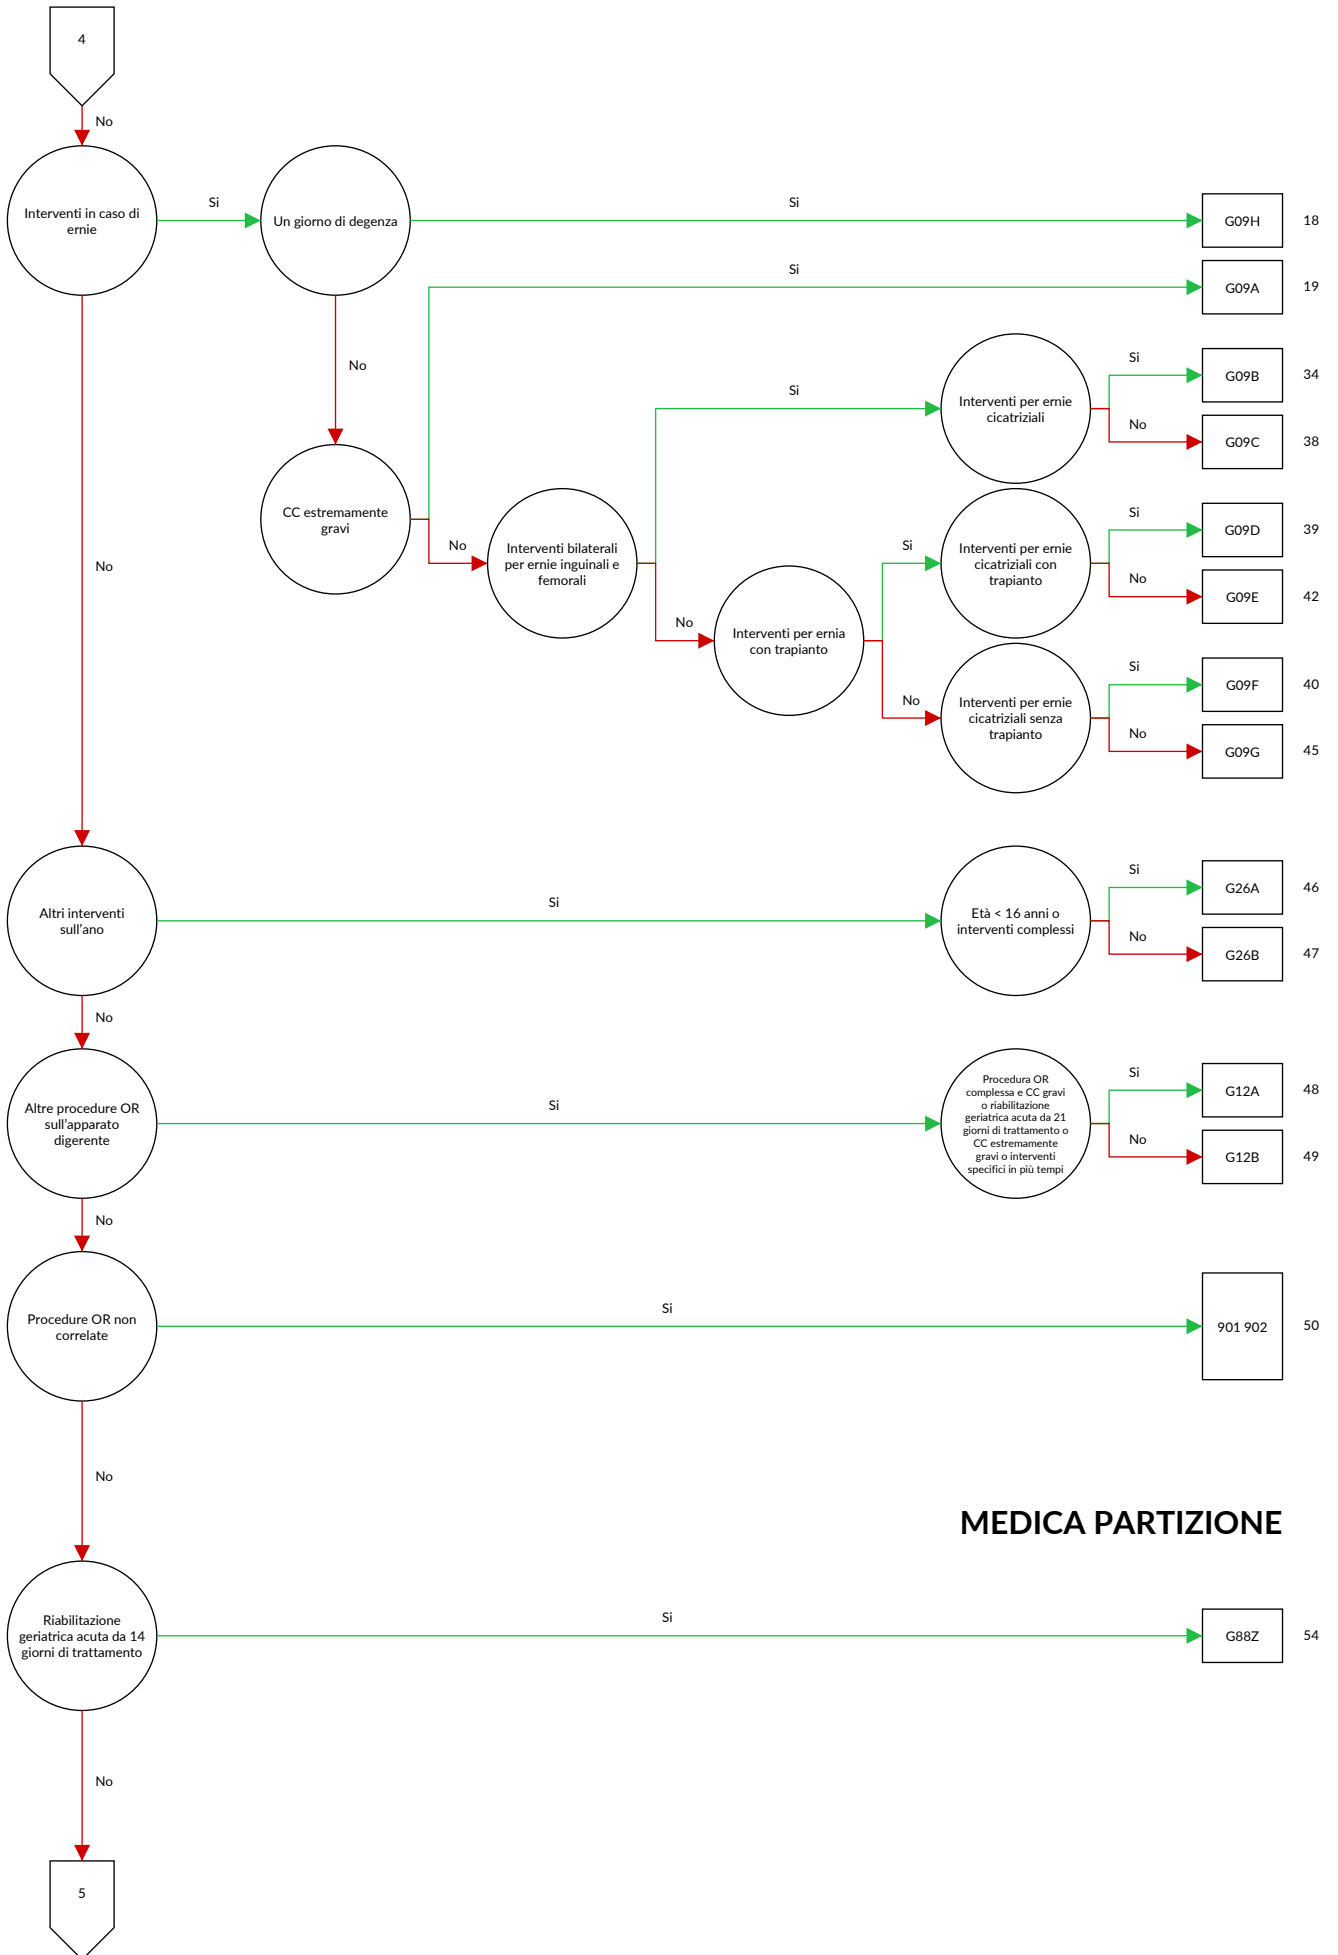 4
No
Interventi in caso di
ernie
Si
Un giorno di degenza
Si
G09H
18
Si
G09A
19
No
CC estremamente
gravi
No
Interventi bilaterali
per ernie inguinali e
femorali
Si
Interventi per ernie
cicatriziali
Si
G09B
34
No
G09C
38
No
Interventi per ernia
con trapianto
Si
Interventi per ernie
cicatriziali con
trapianto
Si
G09D
39
No
G09E
42
No
Interventi per ernie
cicatriziali senza
trapianto
Si
G09F
40
No
G09G
45
No
Altri interventi
sull'ano
Si
Età < 16 anni o
interventi complessi
Si
G26A
46
No
G26B
47
No
Altre procedure OR
sull'apparato
digerente
Si
Procedura OR
complessa e CC gravi
o riabilitazione
geriatrica acuta da 21
giorni di trattamento o
CC estremamente
gravi o interventi
specifici in più tempi
Si
G12A
48
No
G12B
49
No
Procedure OR non
correlate
Si
901 902
50
No
MEDICA PARTIZIONE
Riabilitazione
geriatrica acuta da 14
giorni di trattamento
Si
G88Z
54
No
5